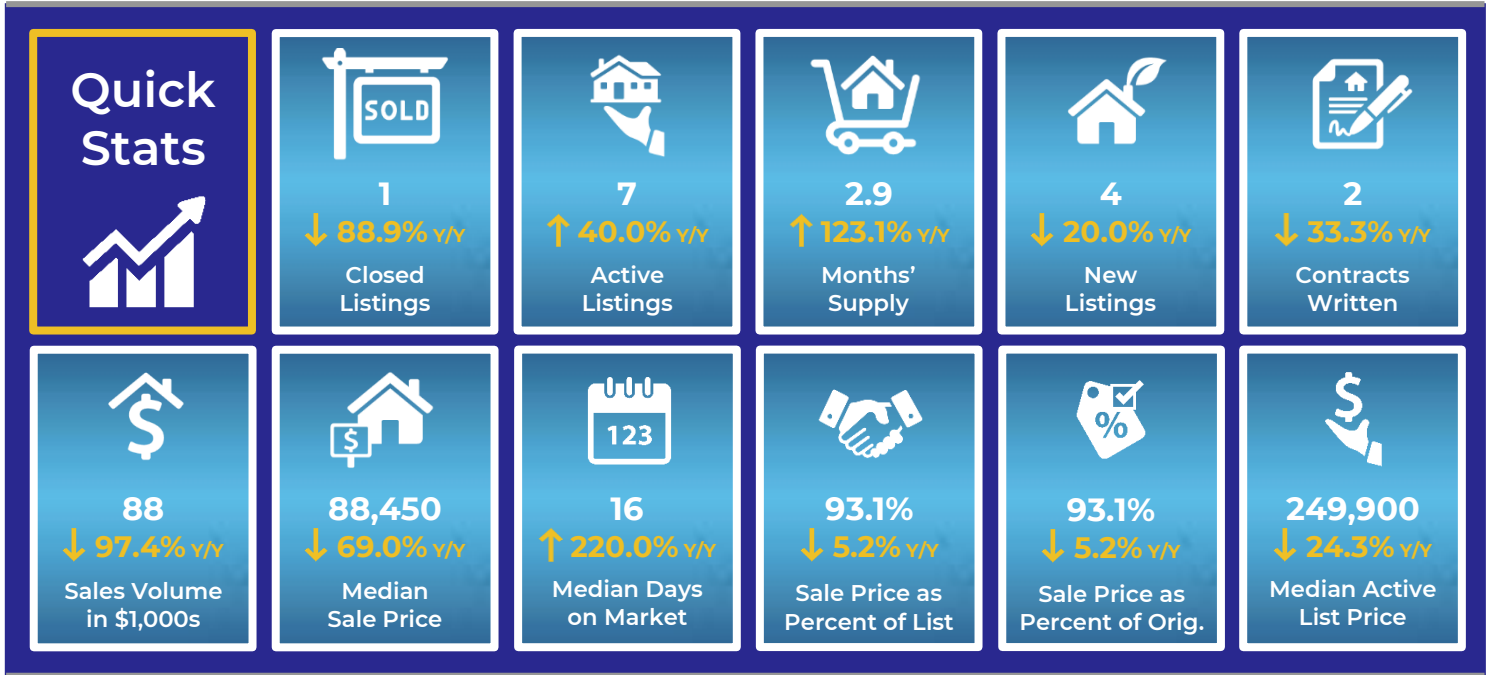 Quick
Stats
SOLD
1
↓ 88.9% Y/Y
Closed
Listings
7
↑ 40.0% Y/Y
Active
Listings
2.9
↑ 123.1% Y/Y
Months’
Supply
4
↓ 20.0% Y/Y
New
Listings
2
↓ 33.3% Y/Y
Contracts
Written
$
88
↓ 97.4% Y/Y
Sales Volume
in $1,000s
$
88,450
↓ 69.0% Y/Y
Median
Sale Price
123
16
↑ 220.0% Y/Y
Median Days
on Market
93.1%
↓ 5.2% Y/Y
Sale Price as
Percent of List
%
93.1%
↓ 5.2% Y/Y
Sale Price as
Percent of Orig.
$
249,900
↓ 24.3% Y/Y
Median Active
List Price